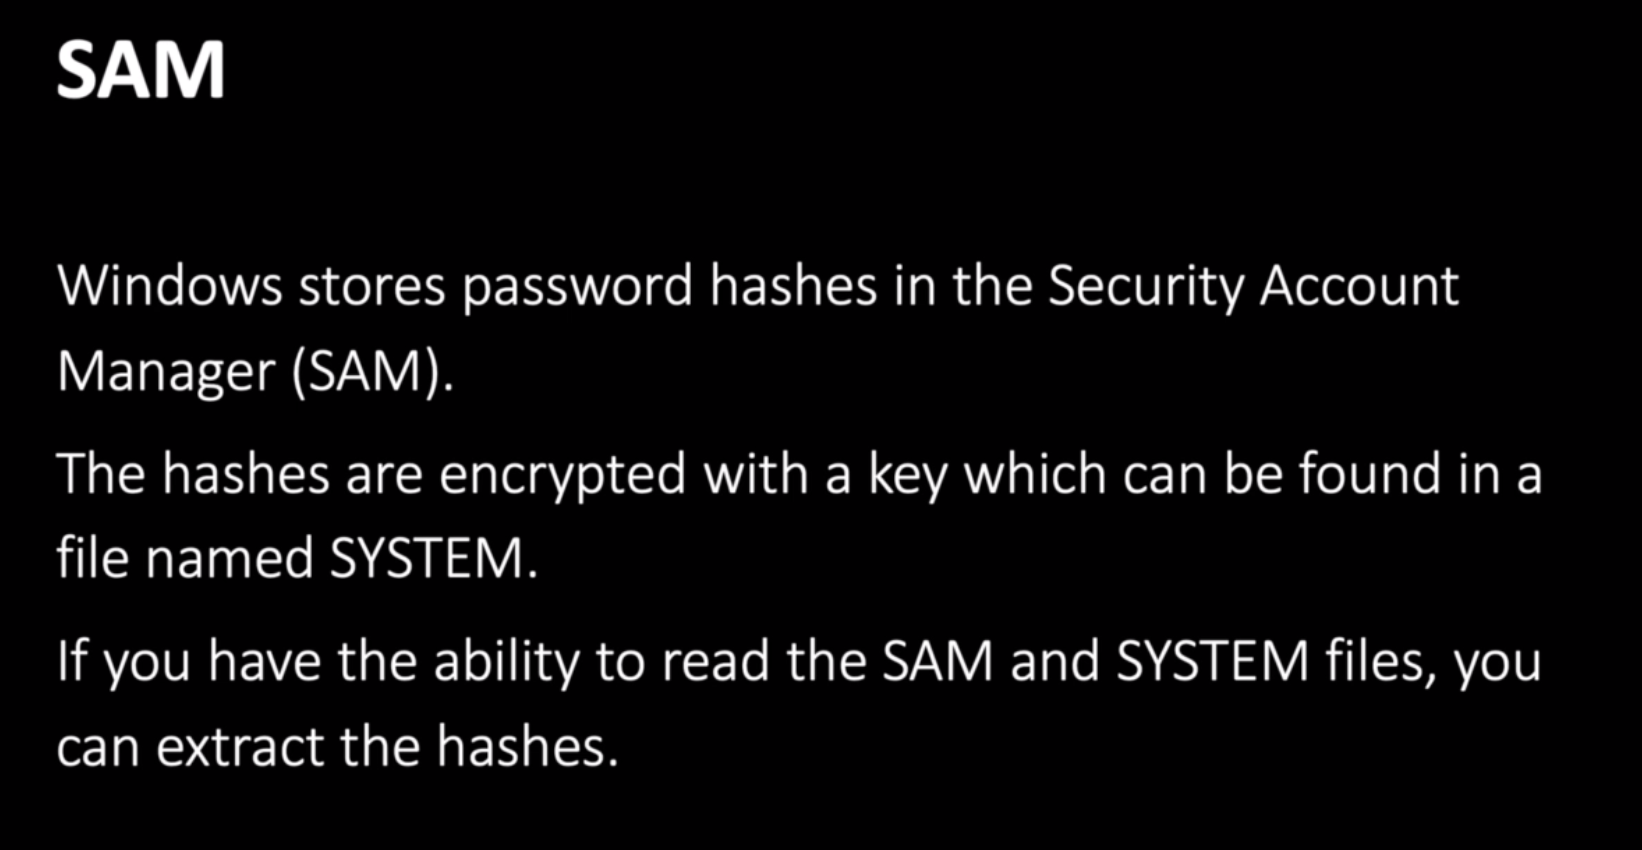 SAM
Windows stores password hashes in the Security Account
Manager (SAM).
The hashes are encrypted with a key which can be found in a
file named SYSTEM.
If you have the ability to read the SAM and SYSTEM files, you
can extract the hashes.